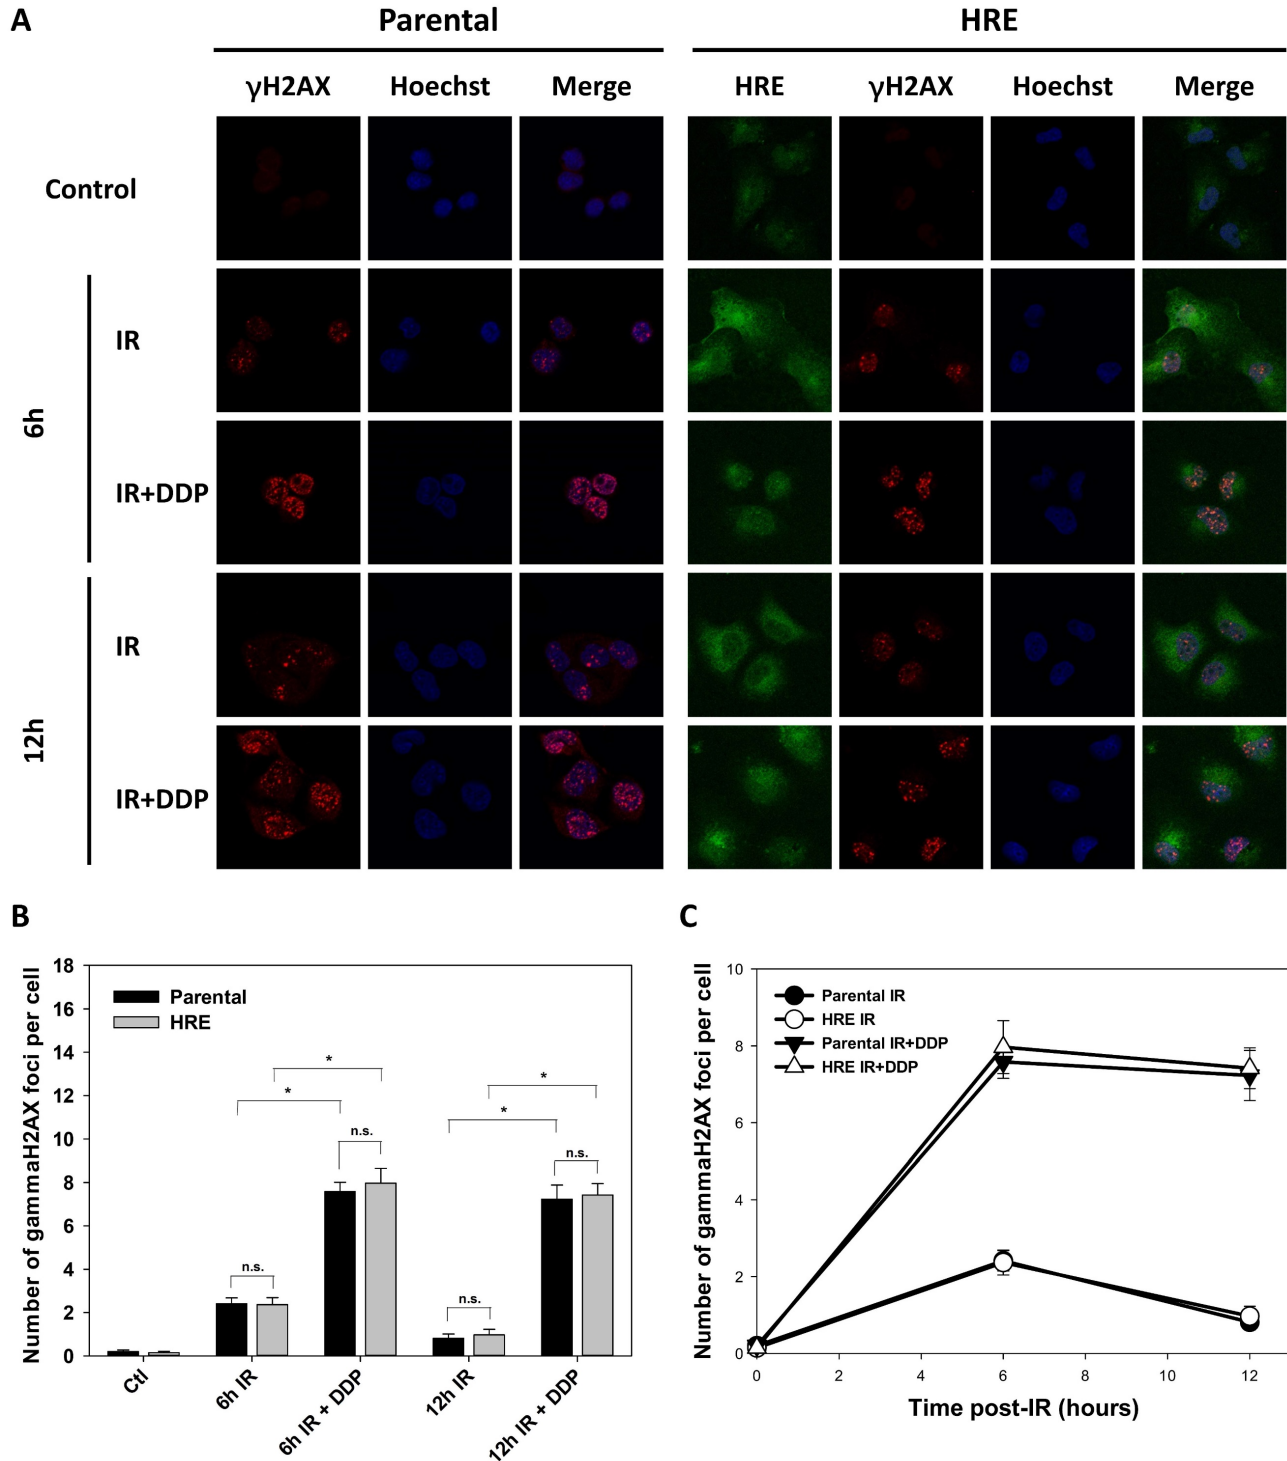 A
Parental
HRE
γH2AX Hoechst Merge
HRE γH2AX Hoechst Merge
Control
6h
IR
IR+DDP
12h
IR
IR+DDP
B
Number of gammaH2AX foci per cell
18
16
14
12
10
8
6
4
2
0
Parental
HRE
*
*
*
*
n.s.
n.s.
n.s.
n.s.
Ctl
6h IR
6h IR + DDP
12h IR
12h IR + DDP
C
Number of gammaH2AX foci per cell
10
8
6
4
2
0
Parental IR
HRE IR
Parental IR+DDP
HRE IR+DDP
0 2 4 6 8 10 12
Time post-IR (hours)